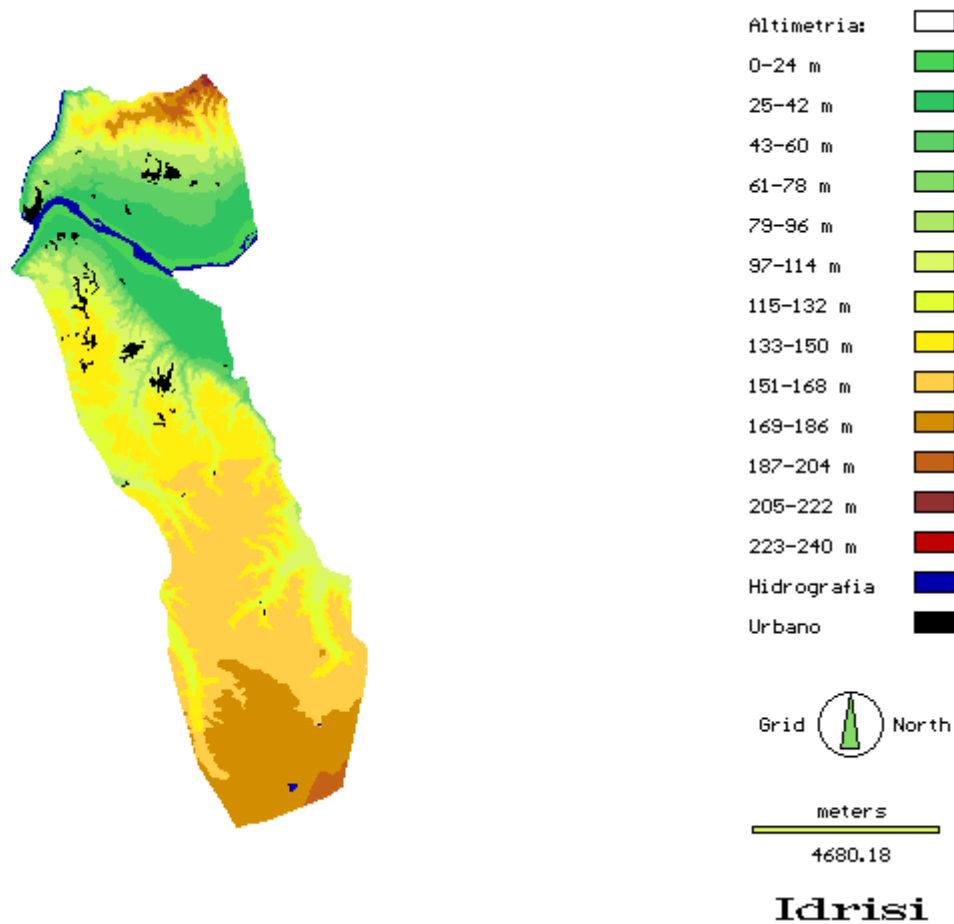 Altimetria:
0-24 m
25-42 m
43-60 m
61-78 m
79-96 m
97-114 m
115-132 m
133-150 m
151-168 m
169-186 m
187-204 m
205-222 m
223-240 m
Hidrografia
Urbano
Grid North
meters
4680.18
Idrisi